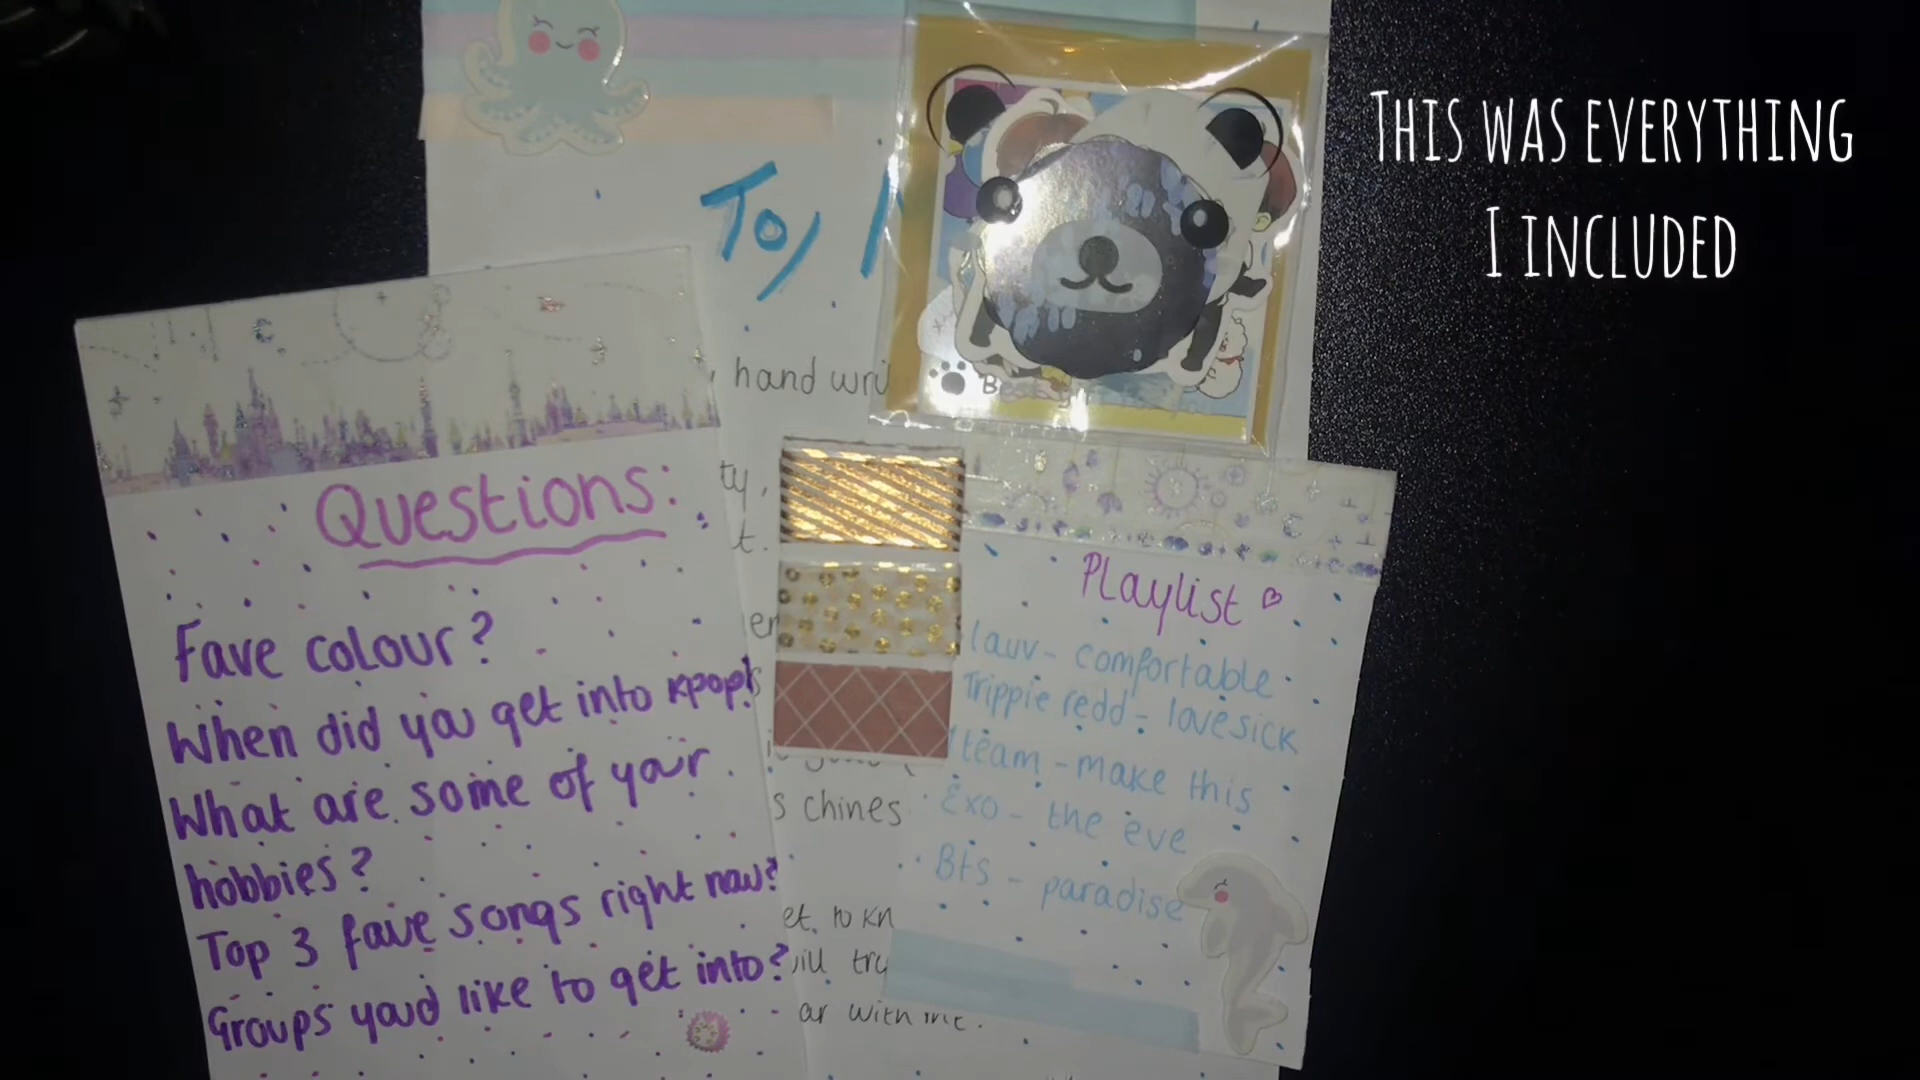 THIS WAS EVERYTHING
I INCLUDED
To,
hand wri
ty,
t.
s chines
et to kn
will try
ar with me.
Questions:
Fave colour?
When did you get into kpop?
What are some of your
hobbies?
Top 3 fave songs right now?
Groups you'd like to get into?
Playlist
lauv- comfortable
Trippie redd- lovesick
1team - make this
Exo - the eve
Bts - paradise